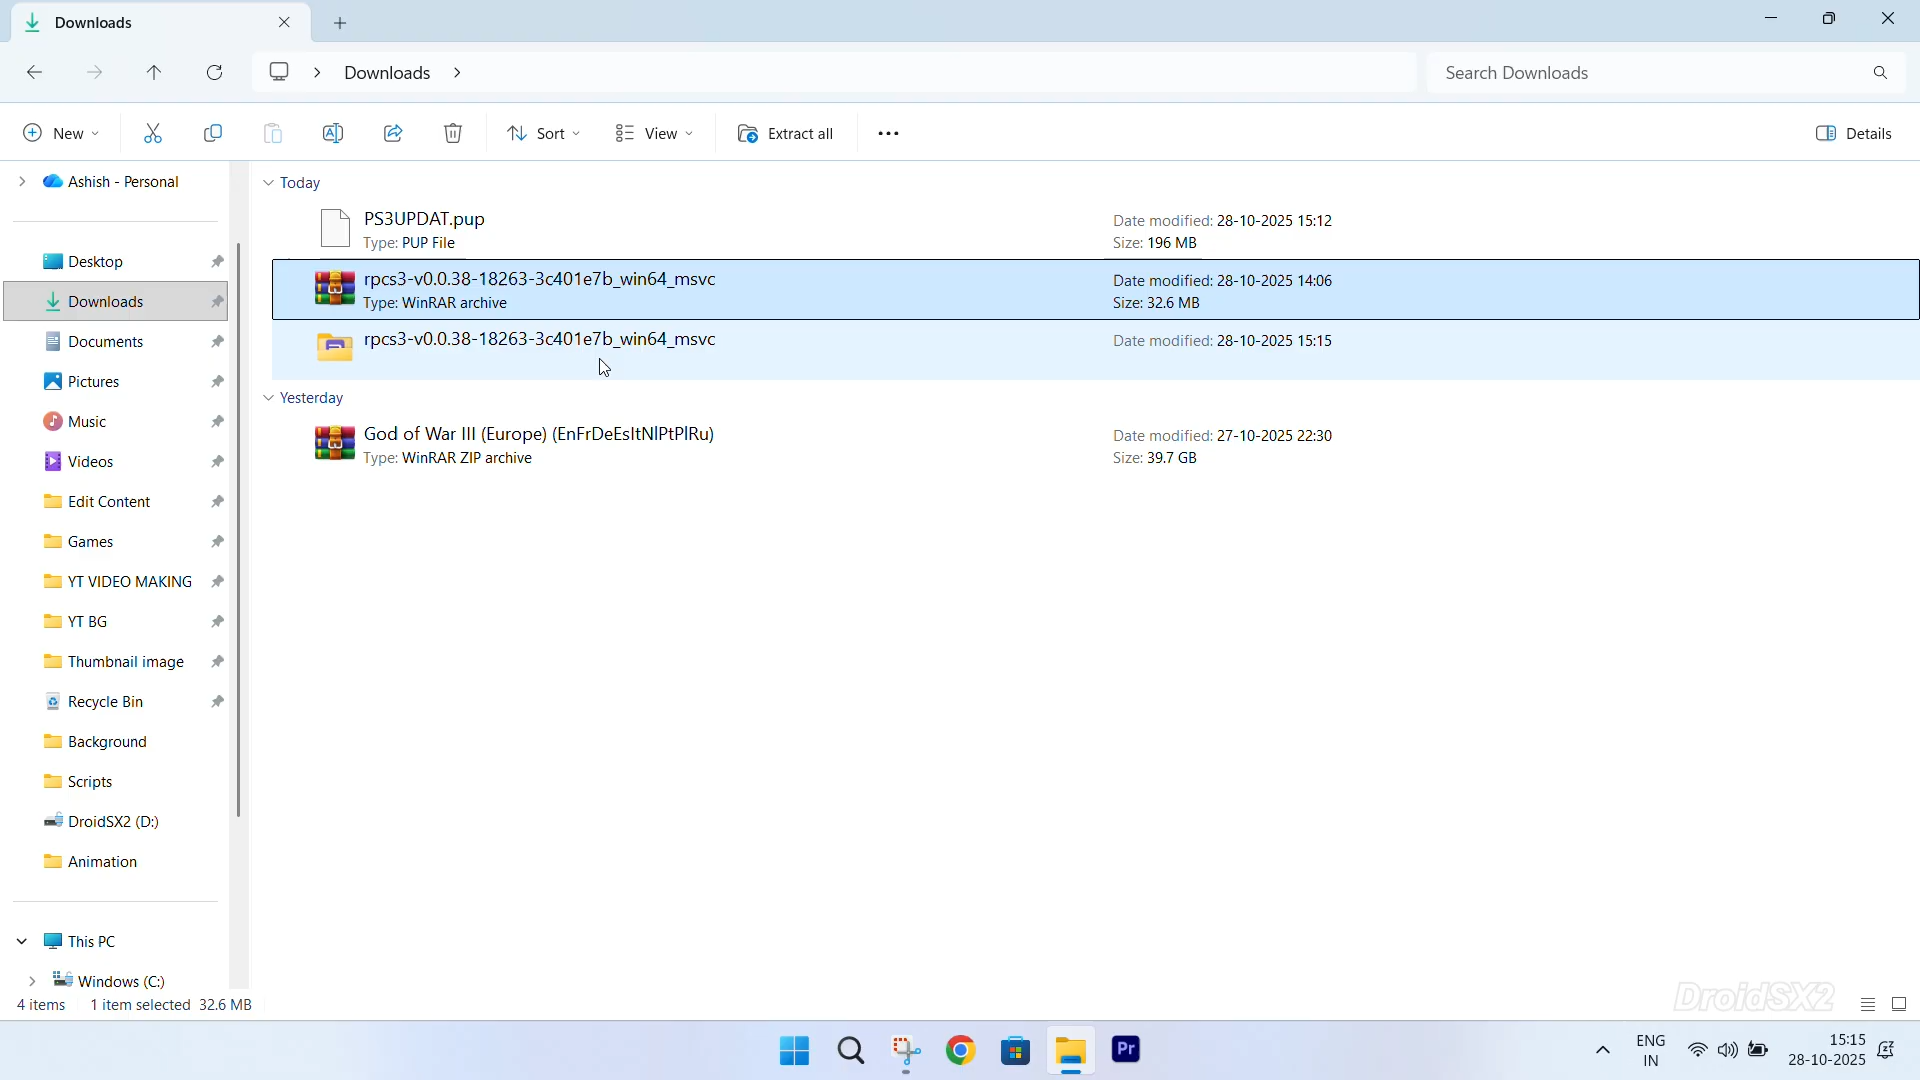 Downloads
Downloads
Search Downloads
New
Sort
View
Extract all
Details
Ashish - Personal
Desktop
Downloads
Documents
Pictures
Music
Videos
Edit Content
Games
YT VIDEO MAKING
YT BG
Thumbnail image
Recycle Bin
Background
Scripts
DroidSX2 (D:)
Animation
This PC
Windows (C:)
Today
PS3UPDAT.pup
Type: PUP File
Date modified: 28-10-2025 15:12
Size: 196 MB
rpcs3-v0.0.38-18263-3c401e7b_win64_msvc
Type: WinRAR archive
Date modified: 28-10-2025 14:06
Size: 32.6 MB
rpcs3-v0.0.38-18263-3c401e7b_win64_msvc
Date modified: 28-10-2025 15:15
Yesterday
God of War III (Europe) (EnFrDeEsItNlPtPlRu)
Type: WinRAR ZIP archive
Date modified: 27-10-2025 22:30
Size: 39.7 GB
4 items 1 item selected 32.6 MB
DroidSX2
Pr
ENG
IN
15:15
28-10-2025